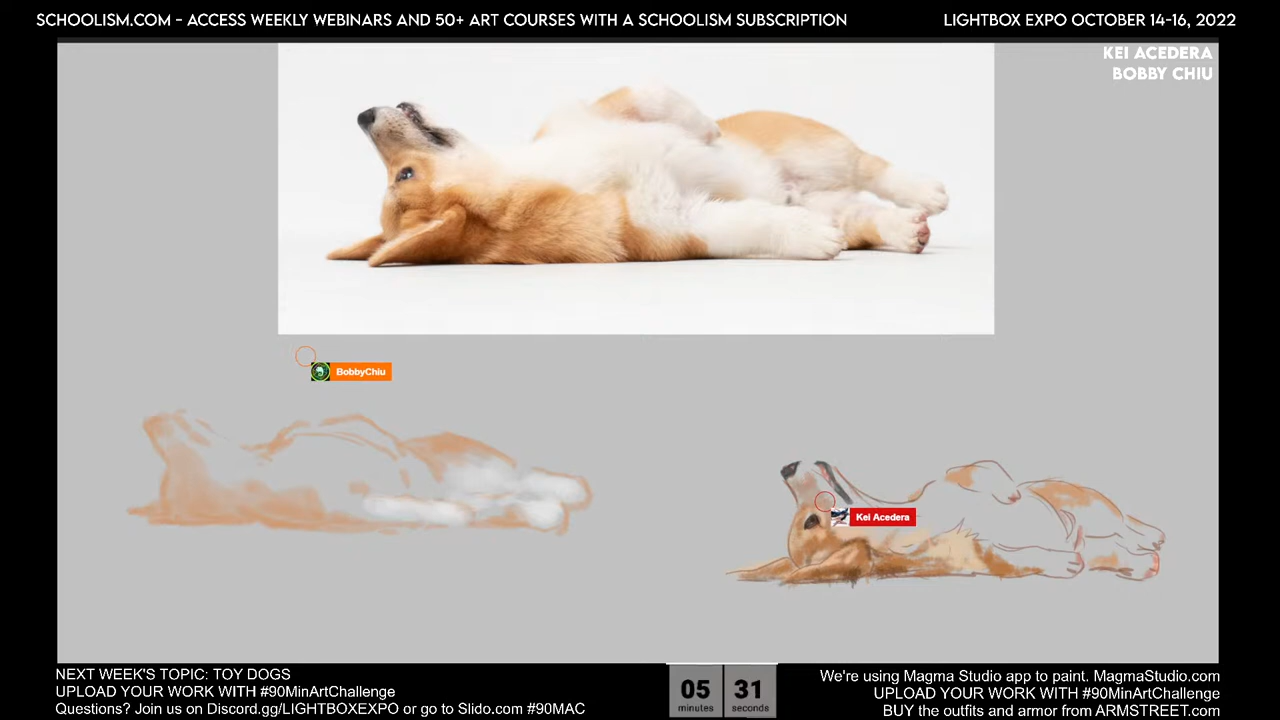 SCHOOLISM.COM - ACCESS WEEKLY WEBINARS AND 50+ ART COURSES WITH A SCHOOLISM SUBSCRIPTION
LIGHTBOX EXPO OCTOBER 14-16, 2022
KEI ACEDERA
BOBBY CHIU
BobbyChiu
Kei Acedera
NEXT WEEK'S TOPIC: TOY DOGS
UPLOAD YOUR WORK WITH #90MinArtChallenge
Questions? Join us on Discord.gg/LIGHTBOXEXPO or go to Slido.com #90MAC
05 31
minutes seconds
We're using Magma Studio app to paint. MagmaStudio.com
UPLOAD YOUR WORK WITH #90MinArtChallenge
BUY the outfits and armor from ARMSTREET.com